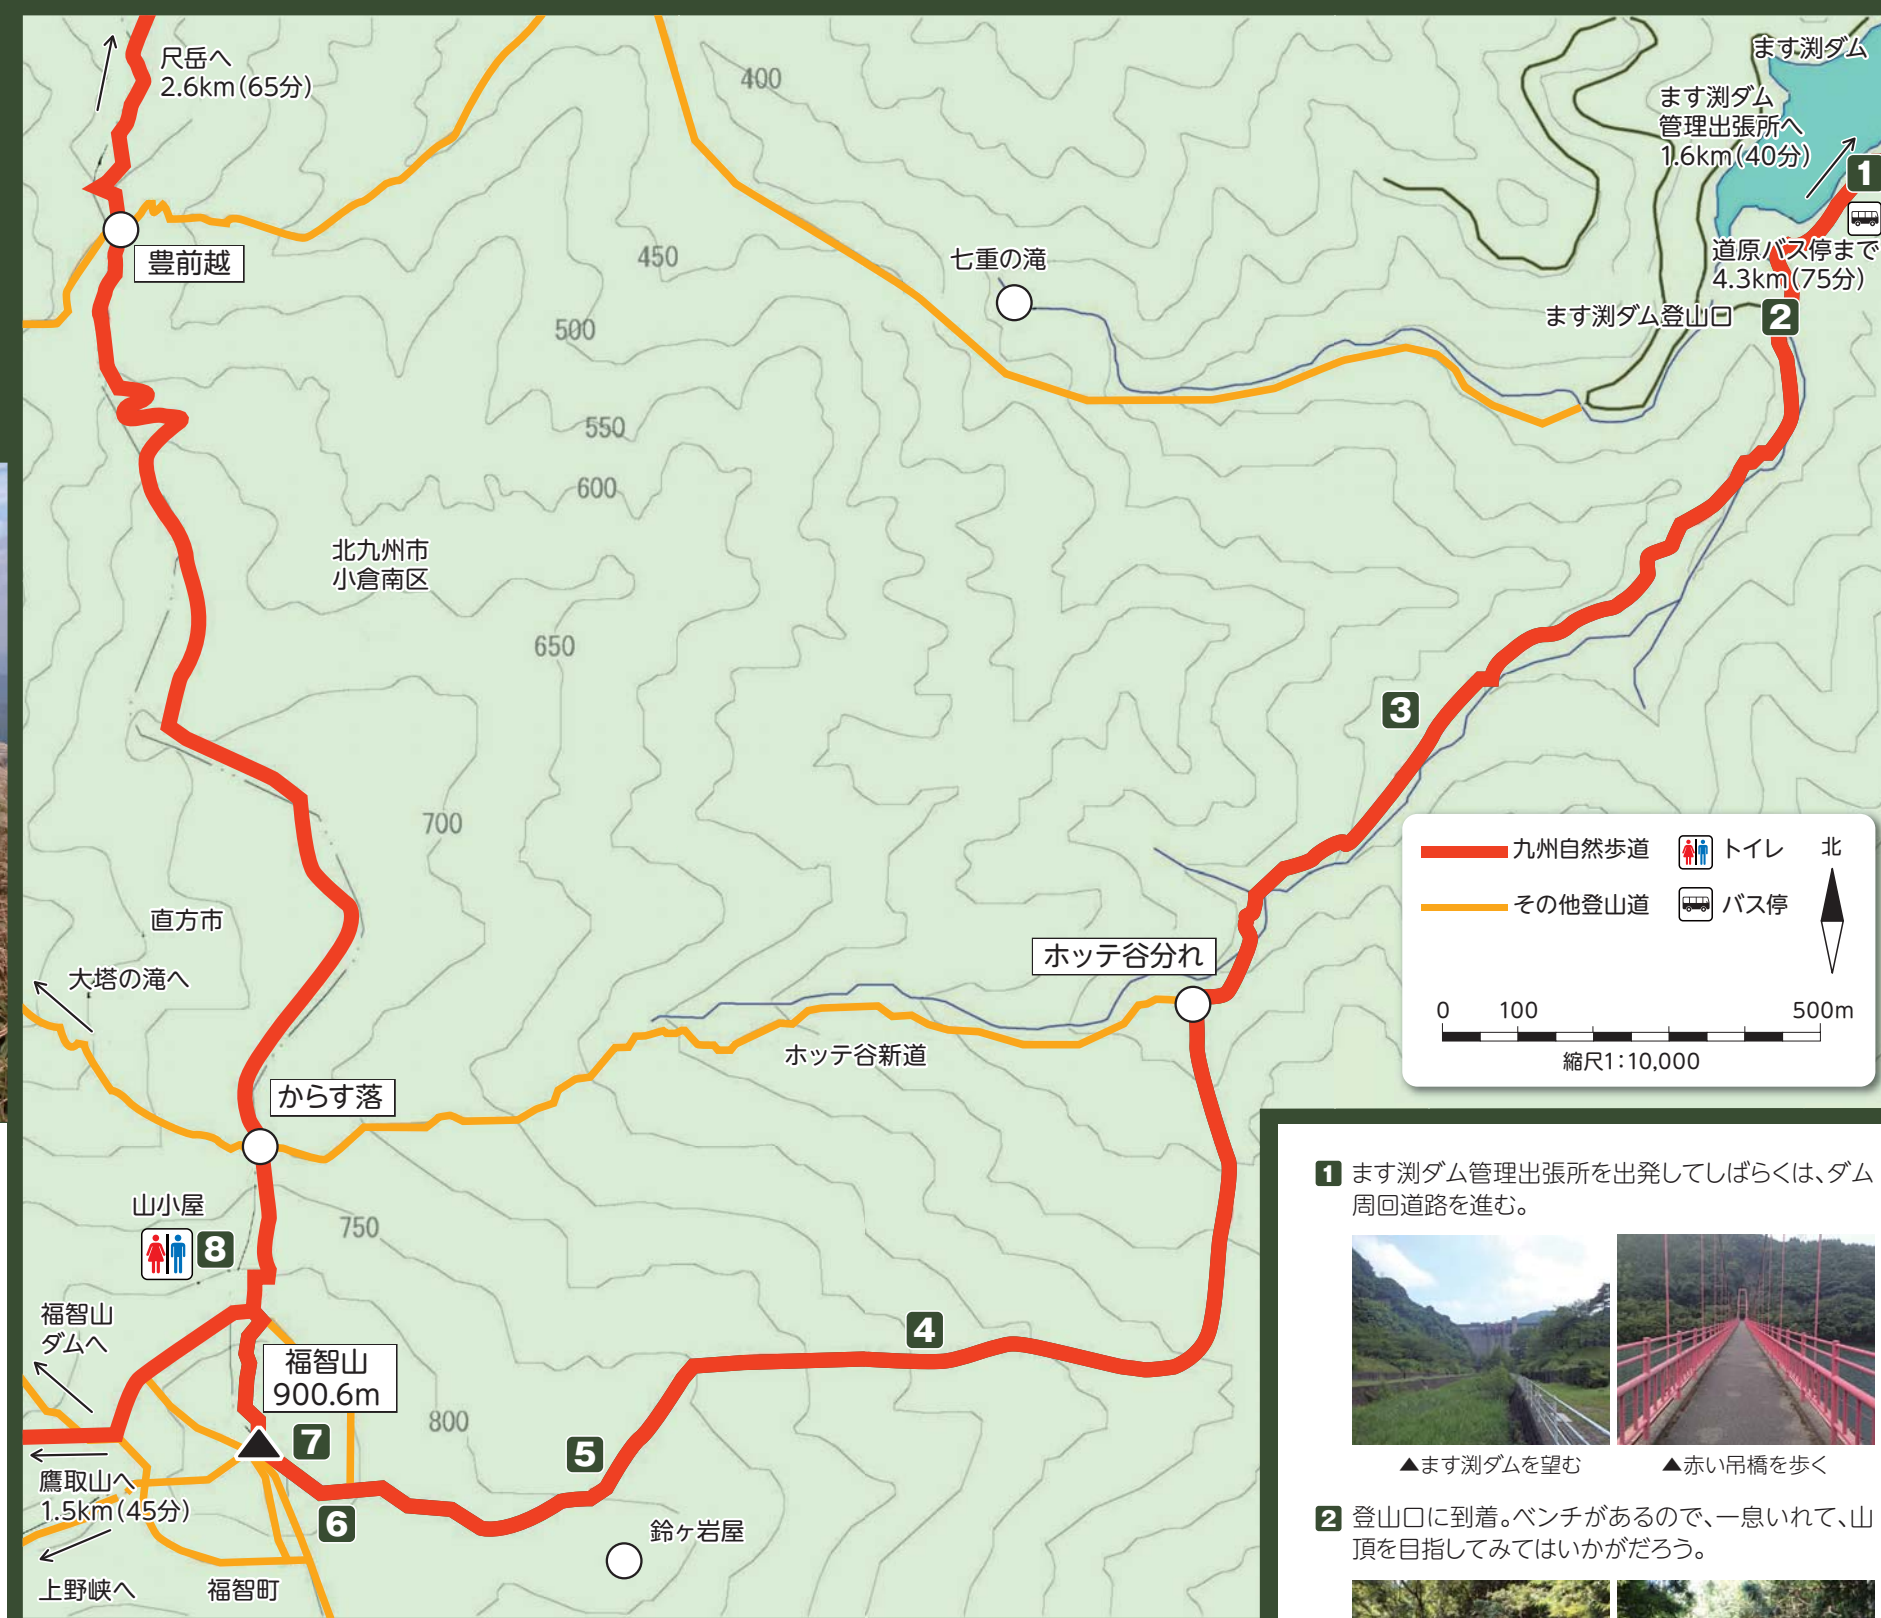 尺岳へ
2.6km(65分)
400
ます渕ダム
ます渕ダム
管理出張所へ
1.6km(40分)
1
豊前越
450
七重の滝
道原バス停まで
4.3km(75分)
ます渕ダム登山口
2
500
550
600
北九州市
小倉南区
650
3
700
九州自然歩道
トイレ
北
その他登山道
バス停
0 100 500m
縮尺1:10,000
直方市
大塔の滝へ
ホッテ谷分れ
ホッテ谷新道
からす落
山小屋
8
750
福智山
ダムへ
福智山
900.6m
4
800
7
5
鷹取山へ
1.5km(45分)
6
鈴ヶ岩屋
上野峡へ
福智町
1 ます渕ダム管理出張所を出発してしばらくは、ダム
周回道路を進む。
▲ます渕ダムを望む
▲赤い吊橋を歩く
2 登山口に到着。ベンチがあるので、一息いれて、山
頂を目指してみてはいかがだろう。